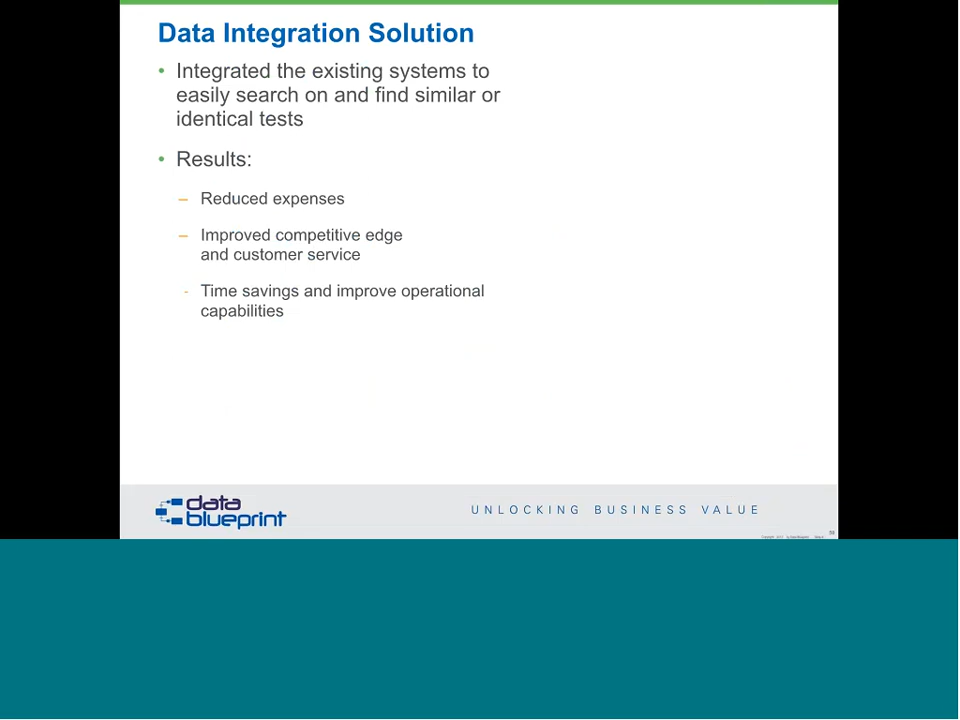 Data Integration Solution
• Integrated the existing systems to
easily search on and find similar or
identical tests
• Results:
– Reduced expenses
– Improved competitive edge
and customer service
- Time savings and improve operational
capabilities
data
blueprint
UNLOCKING BUSINESS VALUE